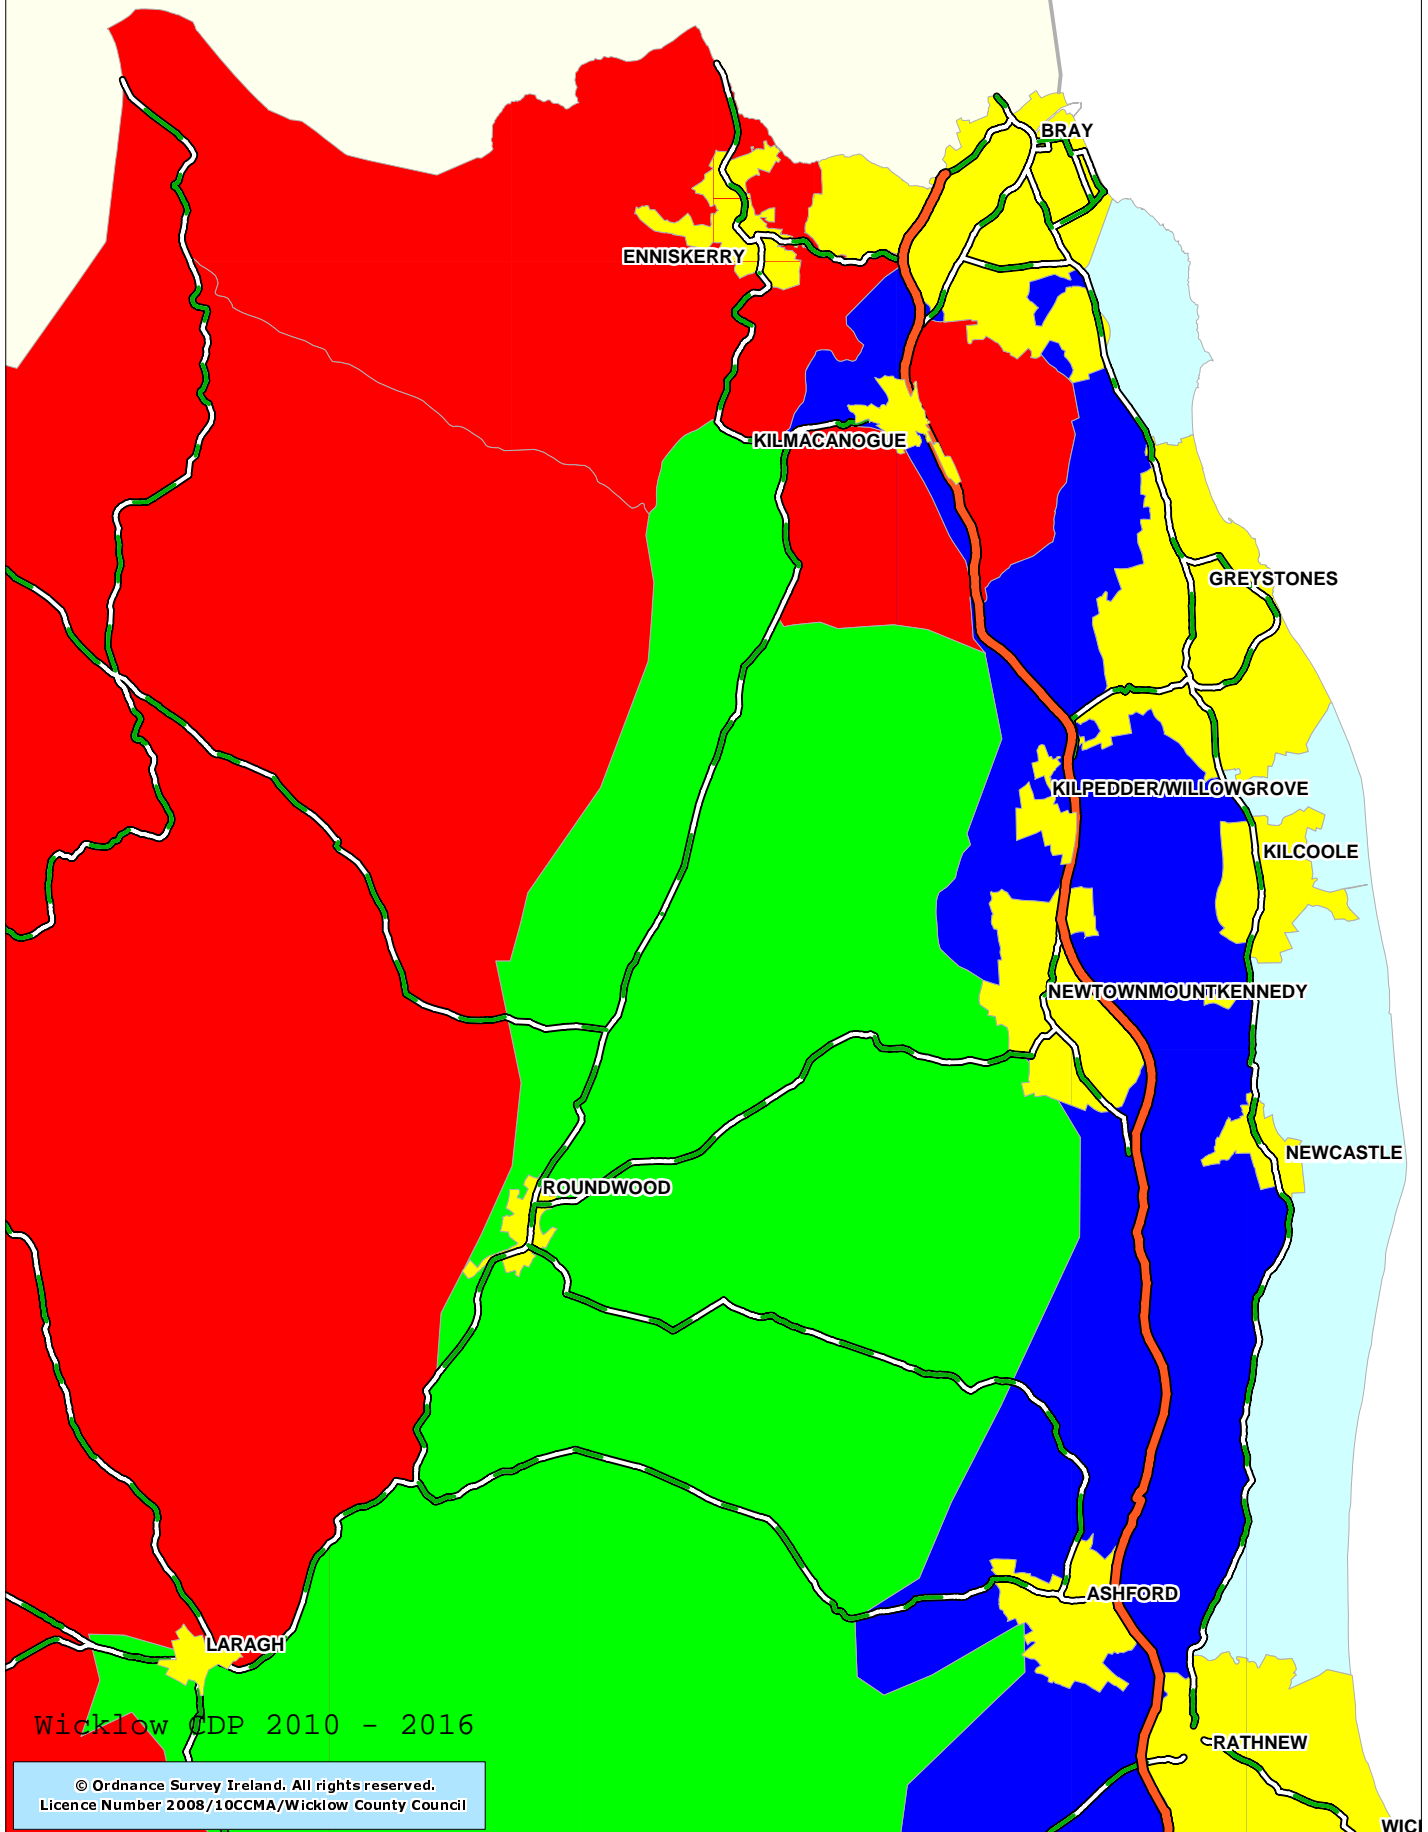 BRAY
ENNISKERRY
KILMACANOGUE
GREYSTONES
KILPEDDER/WILLOWGROVE
KILCOOLE
NEWTOWNMOUNTKENNEDY
NEWCASTLE
ROUNDWOOD
ASHFORD
LARAGH
Wicklow CDP 2010 - 2016
RATHNEW
© Ordnance Survey Ireland. All rights reserved.
Licence Number 2008/10CCMA/Wicklow County Council